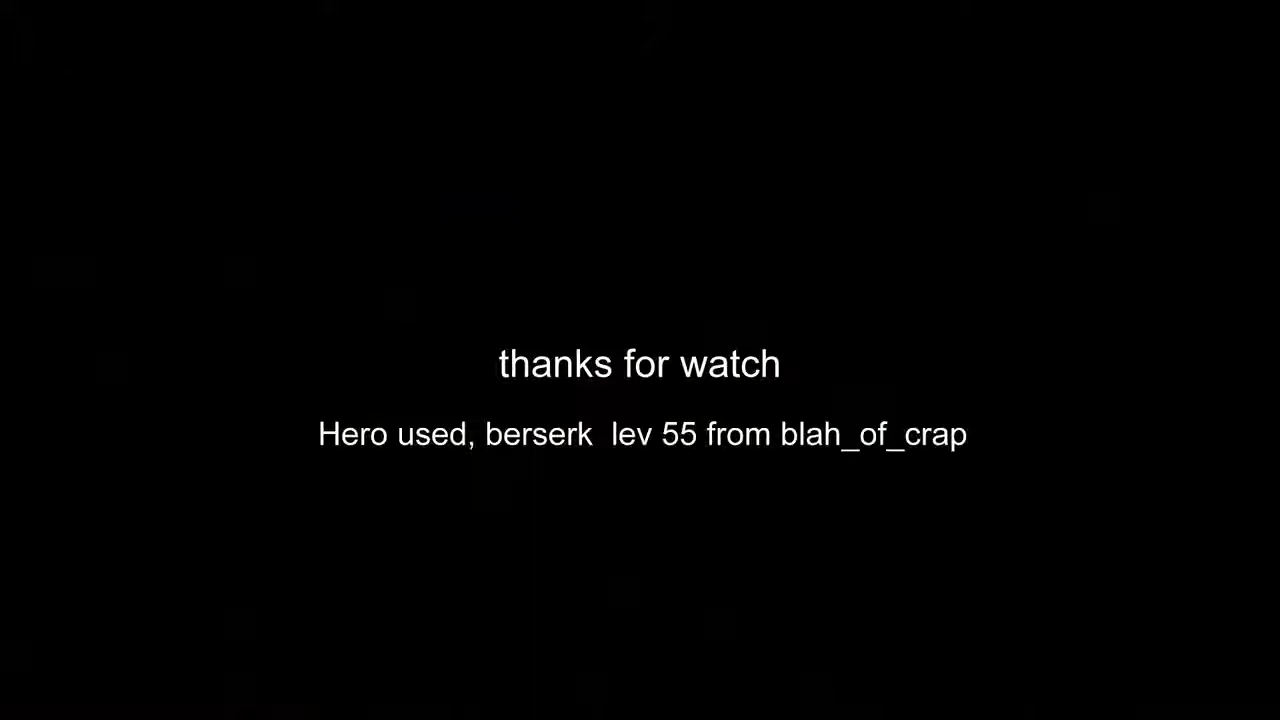 thanks for watch
Hero used, berserk  lev 55 from blah_of_crap